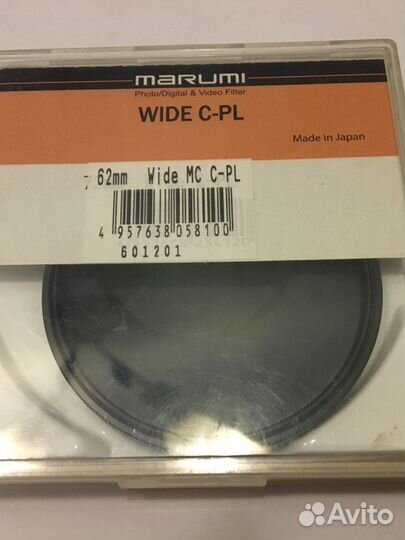 marumi
Photo/Digital & Video Filter
WIDE C-PL
Made in Japan
62mm Wide MC C-PL
4 957638 058100
601201
Avito